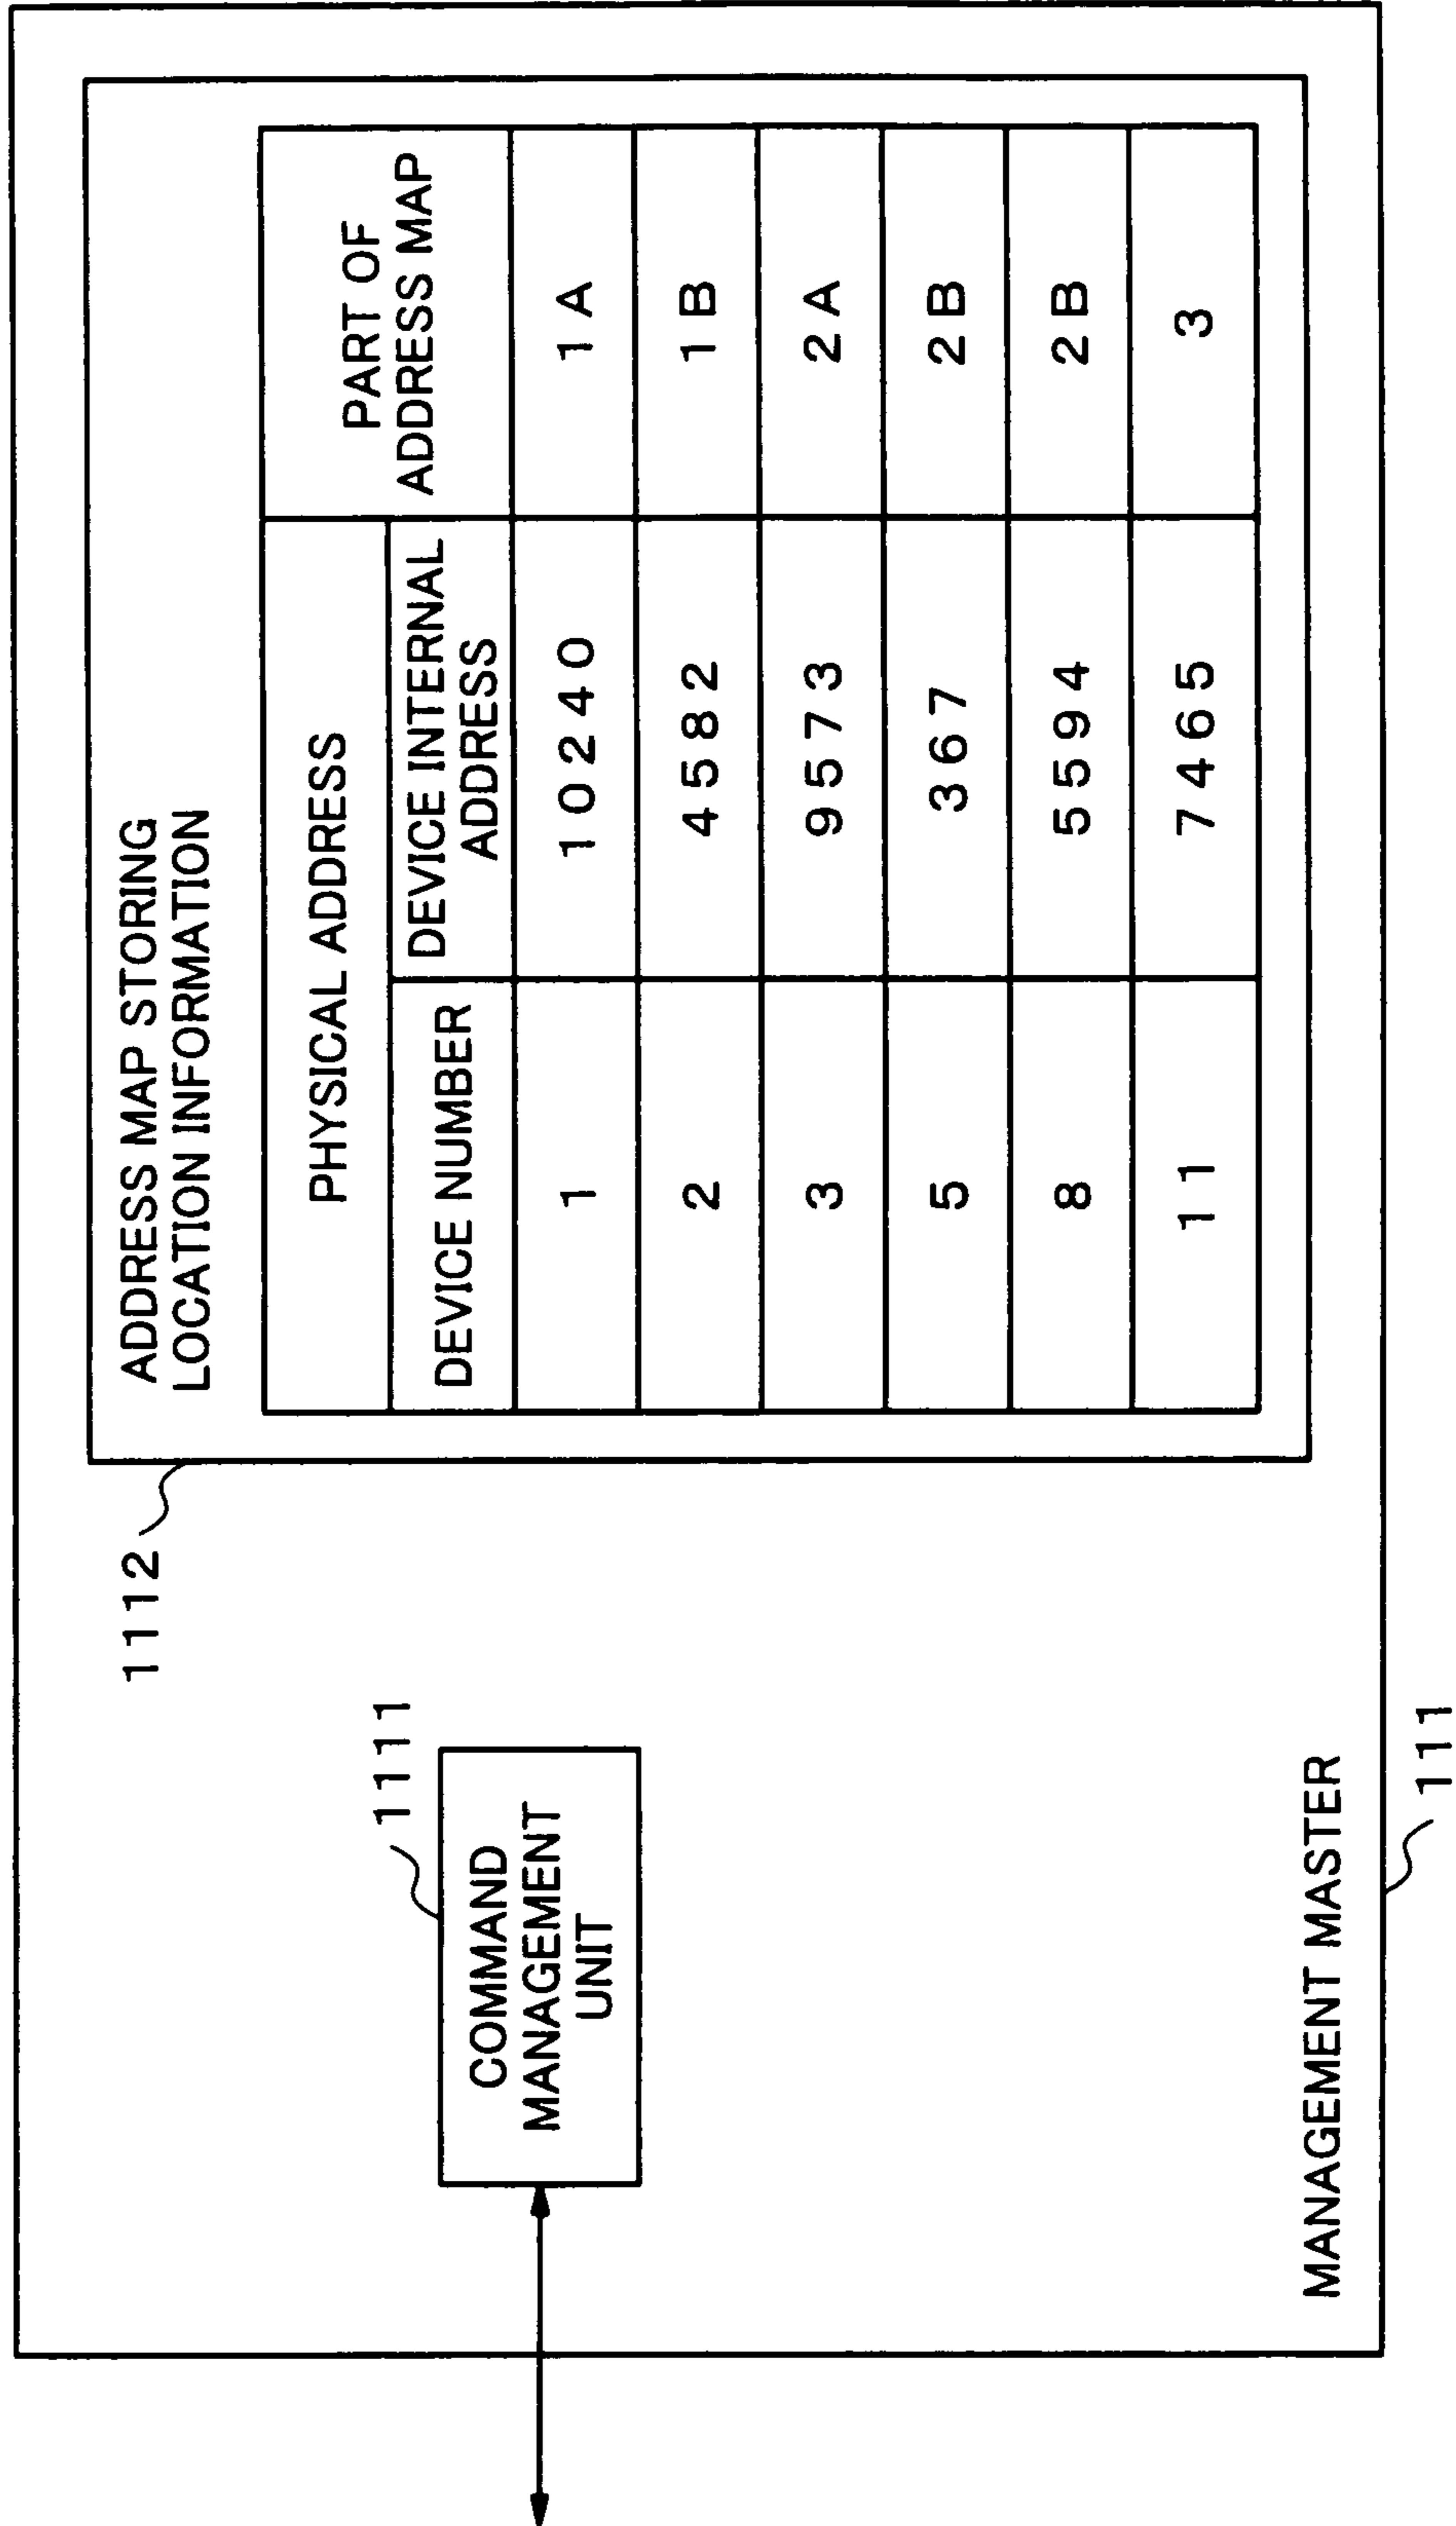 1112
ADDRESS MAP STORING
LOCATION INFORMATION
PHYSICAL ADDRESS
PART OF
ADDRESS MAP
DEVICE NUMBER
DEVICE INTERNAL
ADDRESS
1 10240 1A
2 4582 1B
3 9573 2A
5 367 2B
8 5594 2B
11 7465 3
1111
COMMAND
MANAGEMENT
UNIT
MANAGEMENT MASTER
111